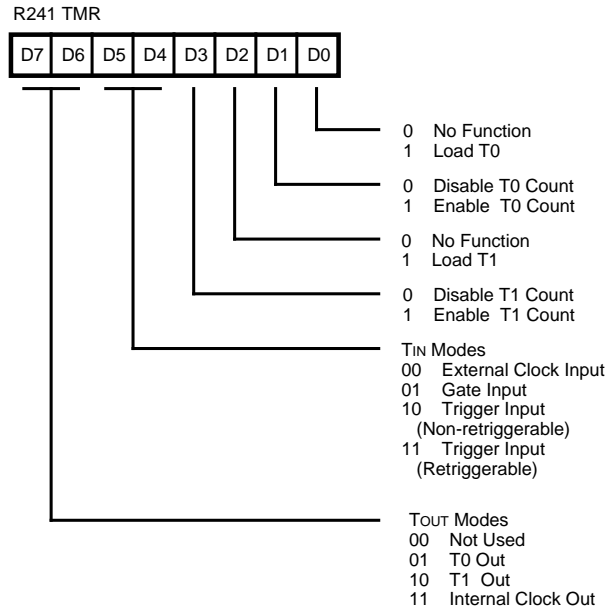 R241 TMR
D7 D6 D5 D4 D3 D2 D1 D0
0 No Function
1 Load T0
0 Disable T0 Count
1 Enable T0 Count
0 No Function
1 Load T1
0 Disable T1 Count
1 Enable T1 Count
TIN Modes
00 External Clock Input
01 Gate Input
10 Trigger Input
(Non-retriggerable)
11 Trigger Input
(Retriggerable)
TOUT Modes
00 Not Used
01 T0 Out
10 T1 Out
11 Internal Clock Out